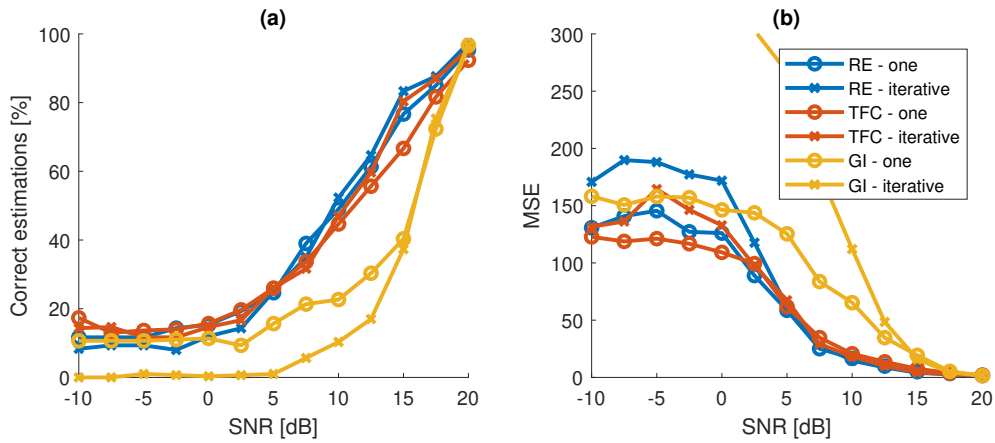 (a)
100
80
60
40
20
0
Correct estimations [%]
-10 -5 0 5 10 15 20
SNR [dB]
(b)
300
250
200
150
100
50
0
MSE
-10 -5 0 5 10 15 20
SNR [dB]
RE - one
RE - iterative
TFC - one
TFC - iterative
GI - one
GI - iterative